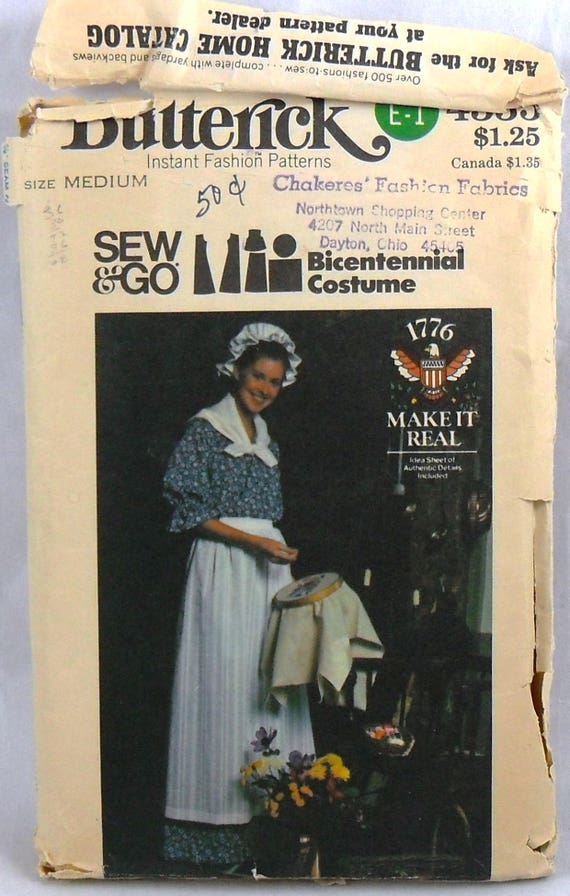 Ask for the BUTTERICK HOME CATALOG
at your pattern dealer.
Over 500 fashions-to-sew . . . complete with yardages and backviews
Butterick
Instant Fashion Patterns
E-1
$1.25
Canada $1.35
SIZE MEDIUM
50¢
Chakeres' Fashion Fabrics
Northtown Shopping Center
4207 North Main Street
Dayton, Ohio 45405
SEW
&GO
Bicentennial
Costume
1776
MAKE IT
REAL
Idea Sheet of
Authentic Details
Included